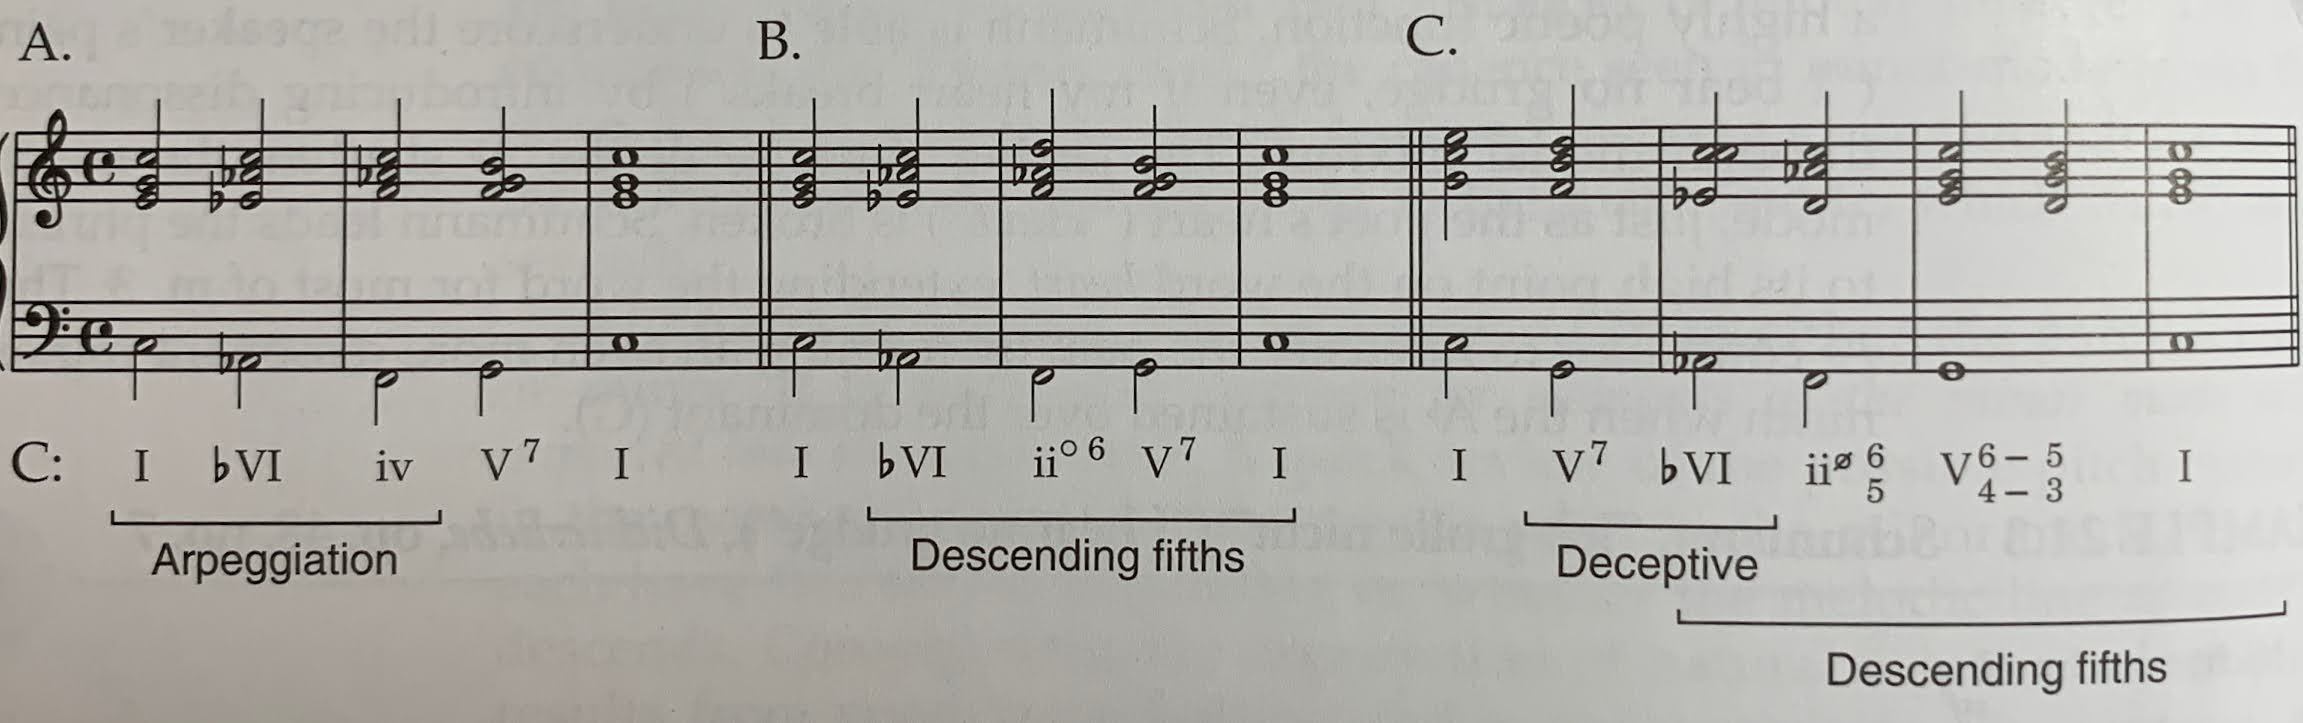 A. B. C.
C: I ♭VI iv V7 I I ♭VI ii°6 V7 I I V7 ♭VI iiø6/5 V6–5/4–3 I
Arpeggiation Descending fifths Deceptive
Descending fifths